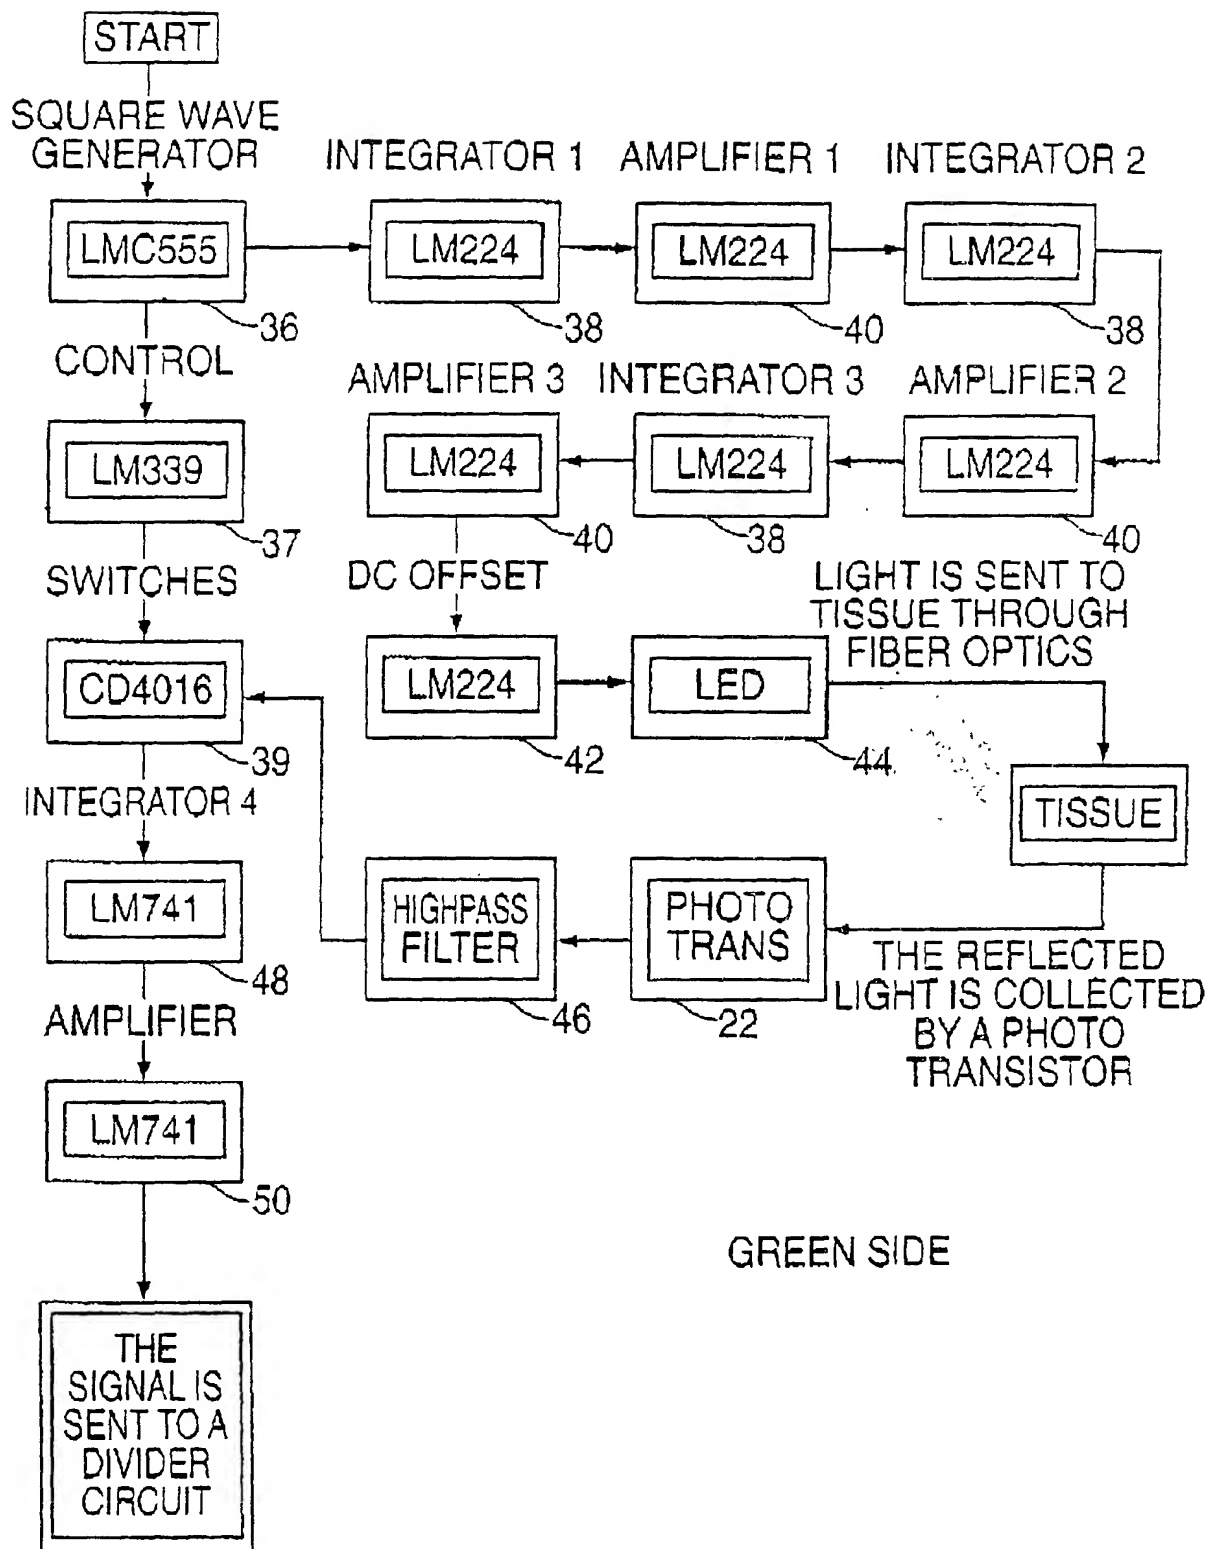 START
SQUARE WAVE
GENERATOR
INTEGRATOR 1
AMPLIFIER 1
INTEGRATOR 2
LMC555
LM224
LM224
LM224
36
38
40
38
CONTROL
AMPLIFIER 3
INTEGRATOR 3
AMPLIFIER 2
LM339
LM224
LM224
LM224
37
40
38
40
SWITCHES
DC OFFSET
LIGHT IS SENT TO
TISSUE THROUGH
FIBER OPTICS
CD4016
LM224
LED
39
42
44
INTEGRATOR 4
TISSUE
LM741
HIGHPASS
FILTER
PHOTO
TRANS
48
46
22
THE REFLECTED
LIGHT IS COLLECTED
BY A PHOTO
TRANSISTOR
AMPLIFIER
LM741
50
GREEN SIDE
THE
SIGNAL IS
SENT TO A
DIVIDER
CIRCUIT